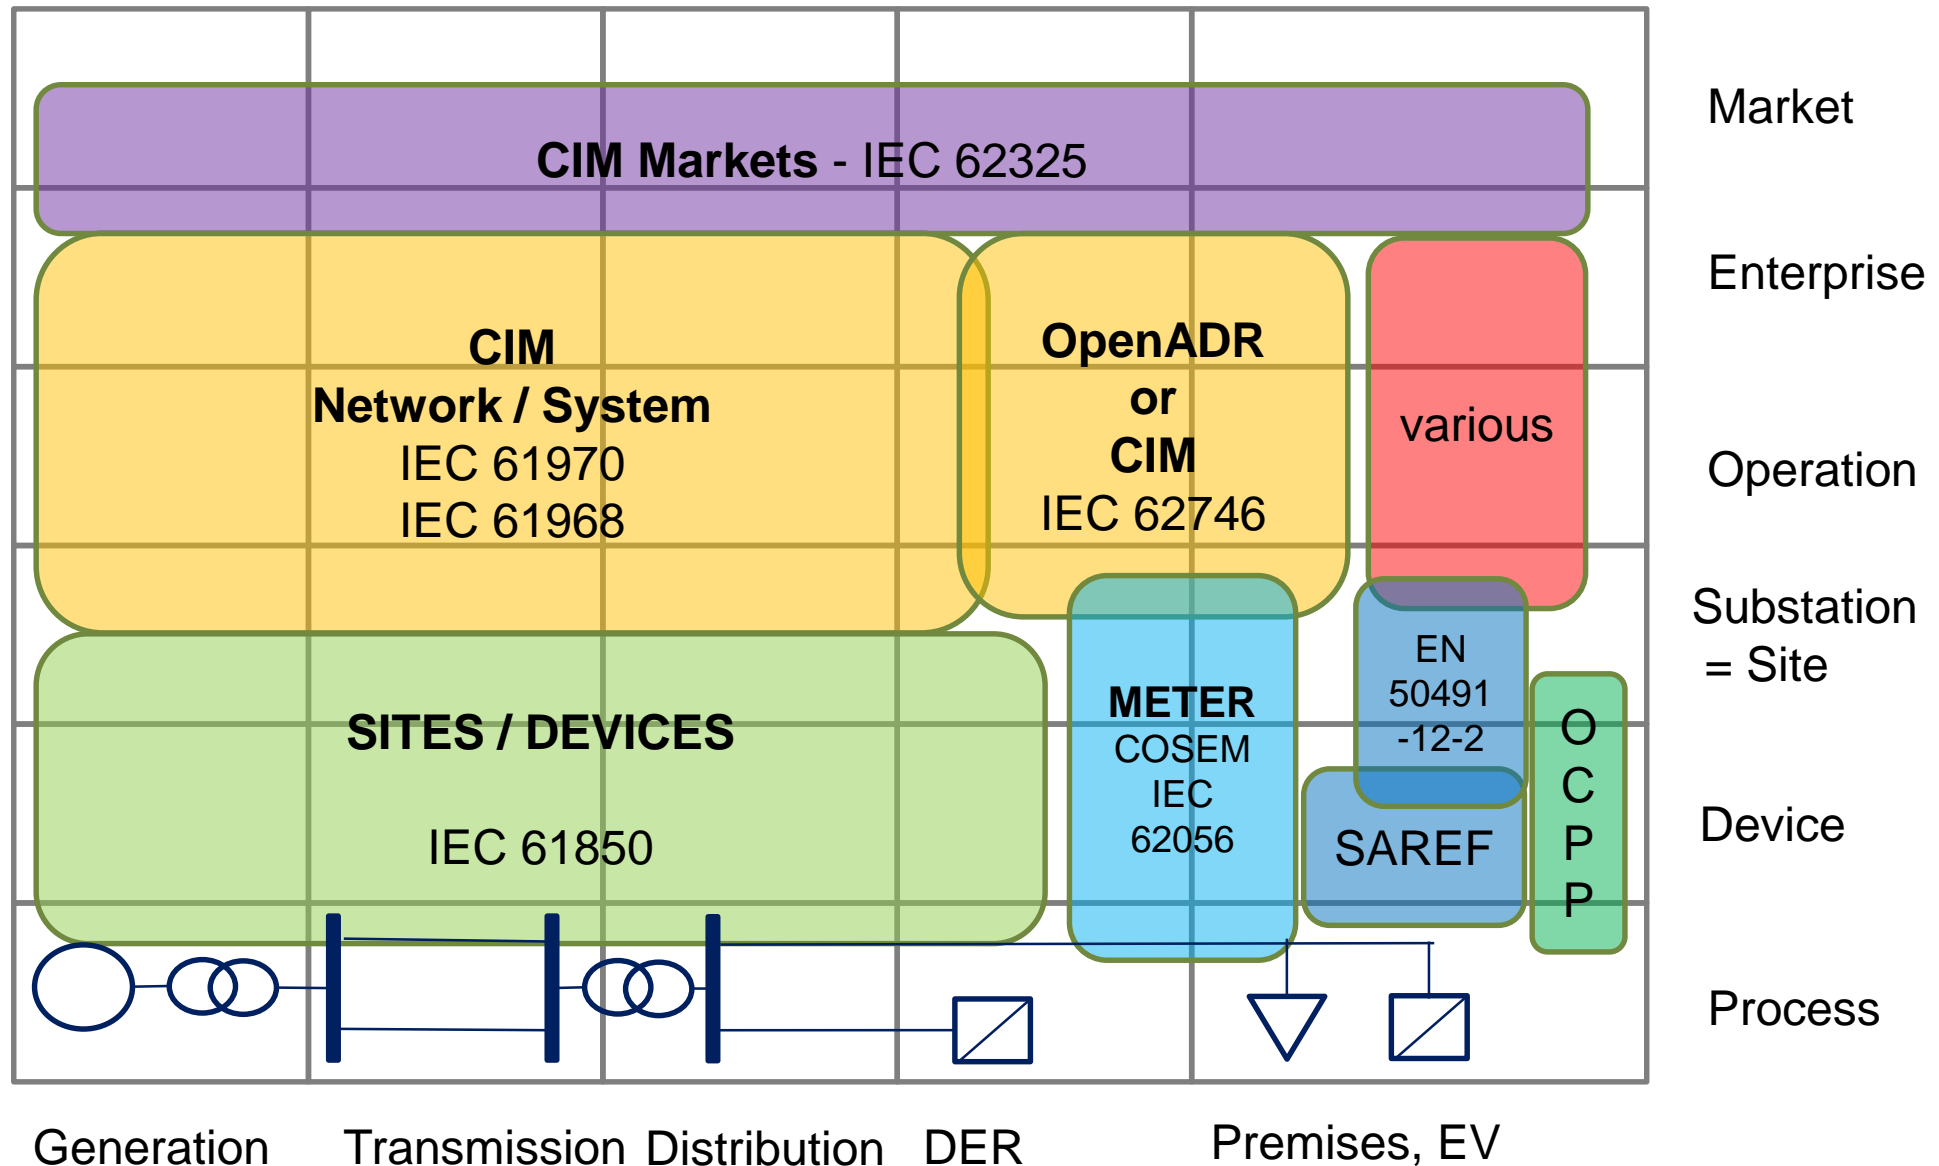 Market
CIM Markets - IEC 62325
Enterprise
CIM
Network / System
IEC 61970
IEC 61968
OpenADR
or
CIM
IEC 62746
various
Operation
Substation
= Site
SITES / DEVICES
IEC 61850
METER
COSEM
IEC
62056
EN
50491
-12-2
SAREF
O
C
P
P
Device
Process
Generation
Transmission
Distribution
DER
Premises, EV